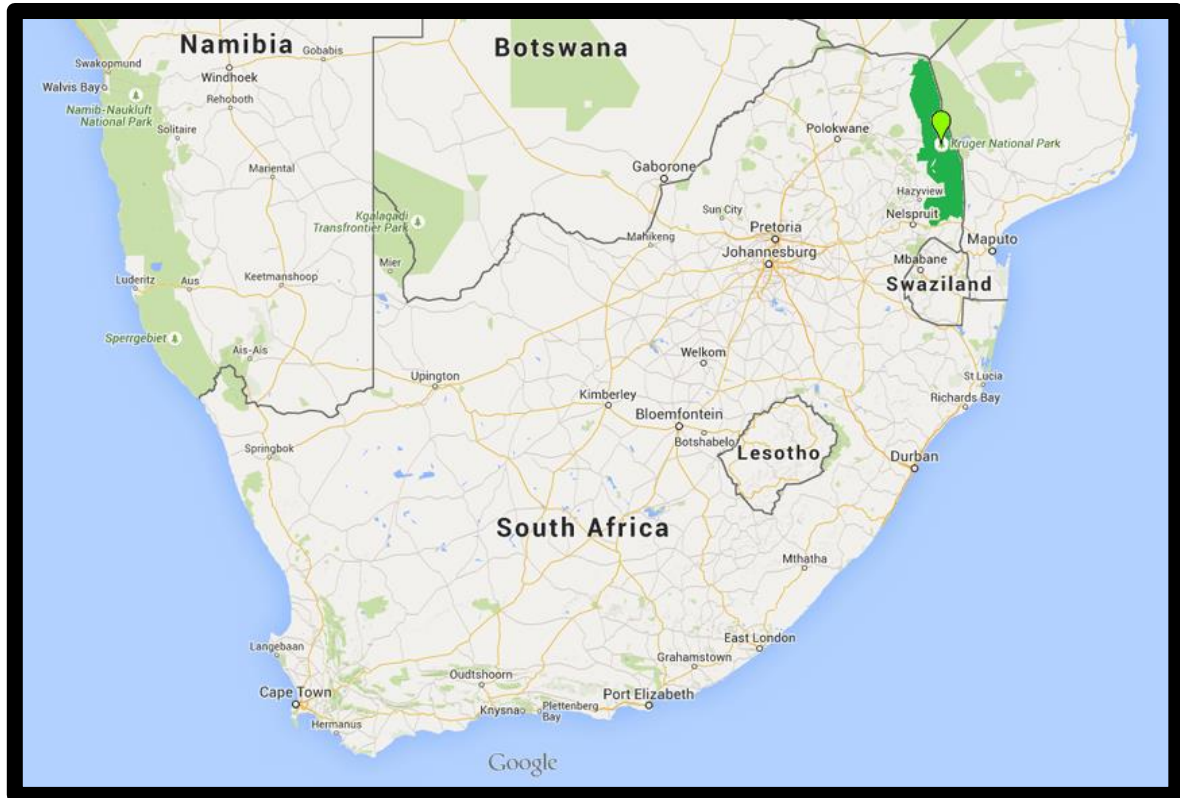 Namibia
Gobabis
Botswana
Swakopmund
Windhoek
Walvis Bay
Rehoboth
Namib-Naukluft
National Park
Solitaire
Polokwane
Kruger National Park
Mariental
Gaborone
Hazyview
Kgalagadi
Transfrontier Park
Sun City
Nelspruit
Pretoria
Mahikeng
Maputo
Johannesburg
Mier
Mbabane
Luderitz
Aus
Keetmanshoop
Swaziland
Sperrgebiet
Ais-Ais
Welkom
Upington
St Lucia
Kimberley
Richards Bay
Bloemfontein
Botshabelo
Springbok
Lesotho
Durban
South Africa
Mthatha
East London
Langebaan
Grahamstown
Oudtshoorn
Cape Town
Port Elizabeth
Knysna
Plettenberg
Bay
Hermanus
Google